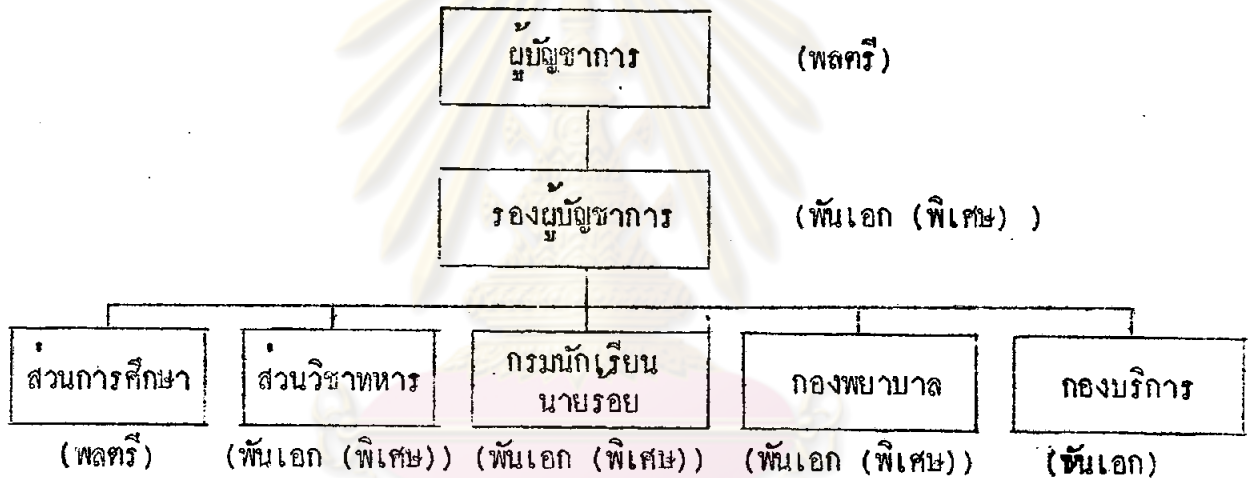 ผู้บัญชาการ (พลตรี)
รองผู้บัญชาการ (พันเอก (พิเศษ) )
ส่วนการศึกษา ส่วนวิชาทหาร กรมนักเรียน กองพยาบาล กองบริการ
นายร้อย
(พลตรี) (พันเอก (พิเศษ)) (พันเอก (พิเศษ)) (พันเอก (พิเศษ)) (พันเอก)